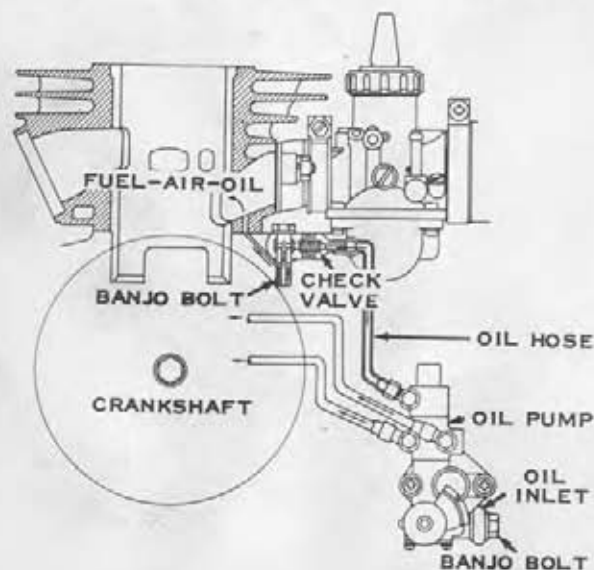 FUEL-AIR-OIL
BANJO BOLT
CHECK
VALVE
OIL HOSE
CRANKSHAFT
OIL PUMP
OIL
INLET
BANJO BOLT